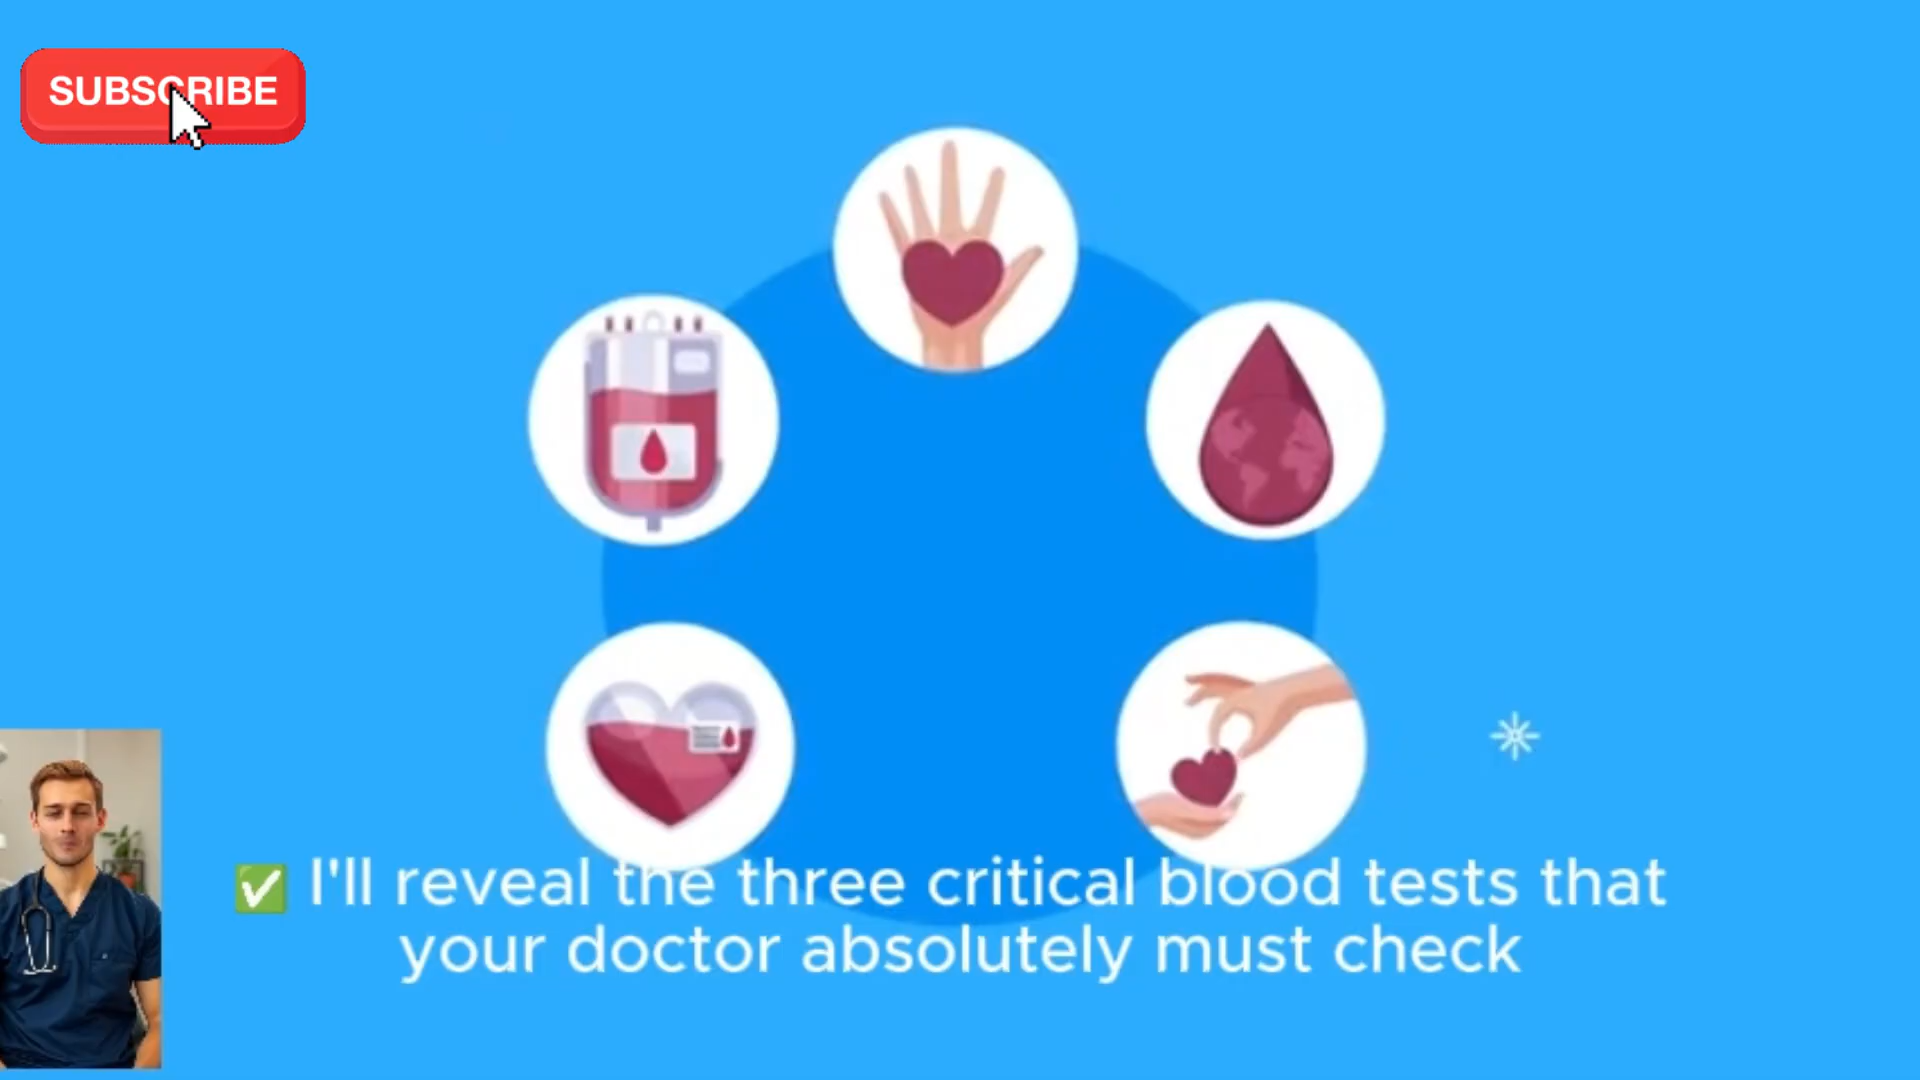 SUBSCRIBE
✅ I'll reveal the three critical blood tests that
your doctor absolutely must check